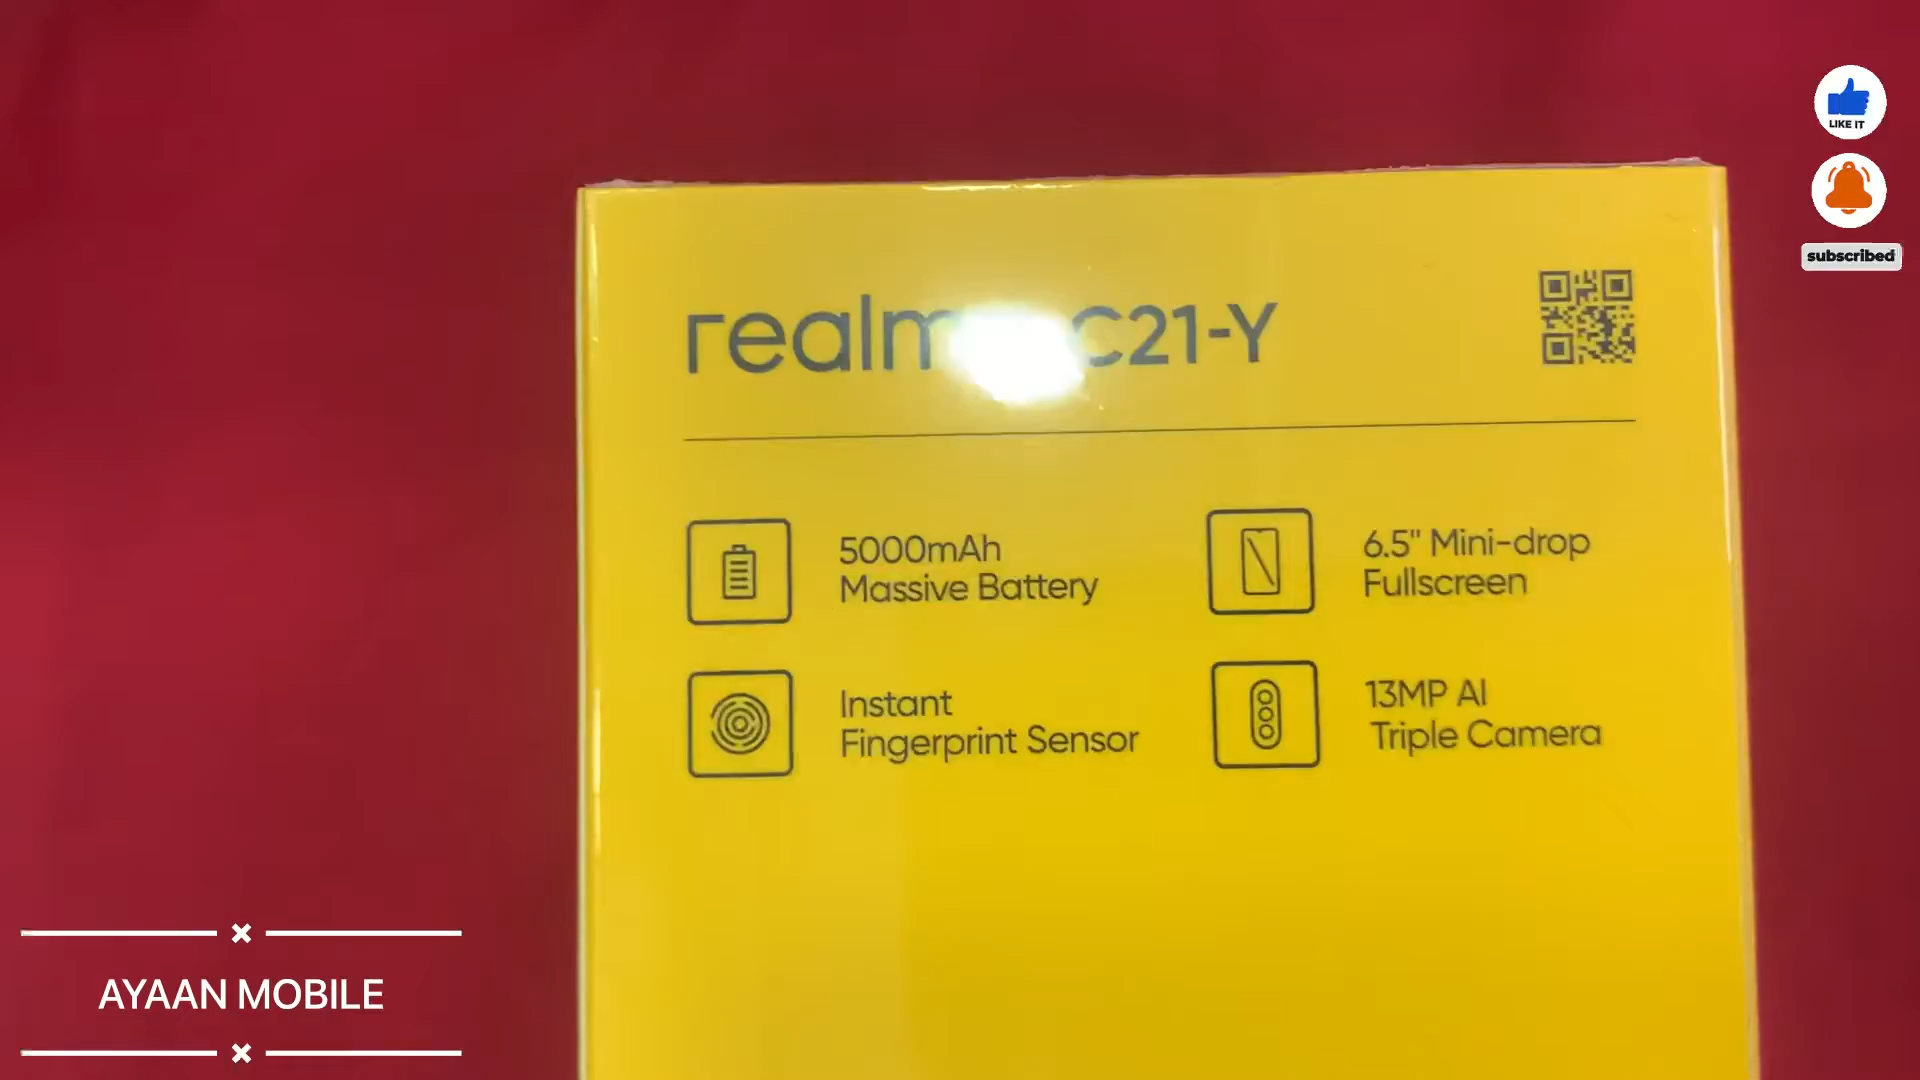 LIKE IT
subscribed
C21-Y
5000mAh
Massive Battery
6.5" Mini-drop
Fullscreen
Instant
Fingerprint Sensor
13MP AI
Triple Camera
AYAAN MOBILE